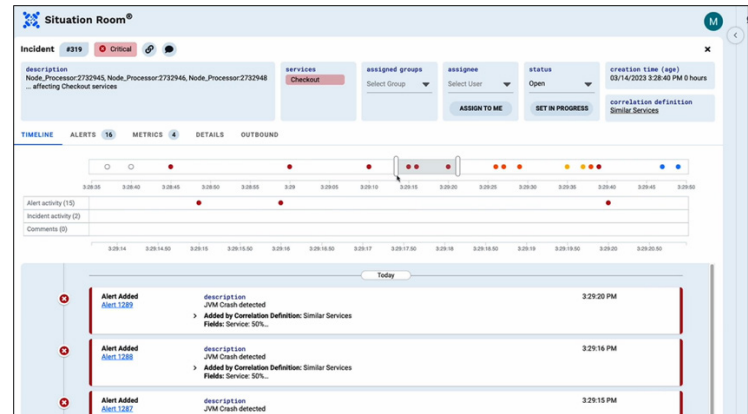 Situation Room®
M
Incident #319 Critical
description
Node_Processor:2732945, Node_Processor:2732946, Node_Processor:2732948
... affecting Checkout services
services
Checkout
assigned groups
Select Group
assignee
Select User
ASSIGN TO ME
status
Open
SET IN PROGRESS
creation time (age)
03/14/2023 3:28:40 PM 0 hours
correlation definition
Similar Services
TIMELINE ALERTS 16 METRICS 4 DETAILS OUTBOUND
3:28:35 3:28:40 3:28:45 3:28:50 3:28:55 3:29 3:29:05 3:29:10 3:29:15 3:29:20 3:29:25 3:29:30 3:29:35 3:29:40 3:29:45 3:29:50
Alert activity (15)
Incident activity (2)
Comments (0)
3:29:14 3:29:14.50 3:29:15 3:29:15.50 3:29:16 3:29:16.50 3:29:17 3:29:17.50 3:29:18 3:29:18.50 3:29:19 3:29:19.50 3:29:20 3:29:20.50
Today
Alert Added
Alert 1289
description
JVM Crash detected
Added by Correlation Definition: Similar Services
Fields: Service: 50%...
3:29:20 PM
Alert Added
Alert 1288
description
JVM Crash detected
Added by Correlation Definition: Similar Services
Fields: Service: 50%...
3:29:16 PM
Alert Added
Alert 1287
description
JVM Crash detected
3:29:15 PM